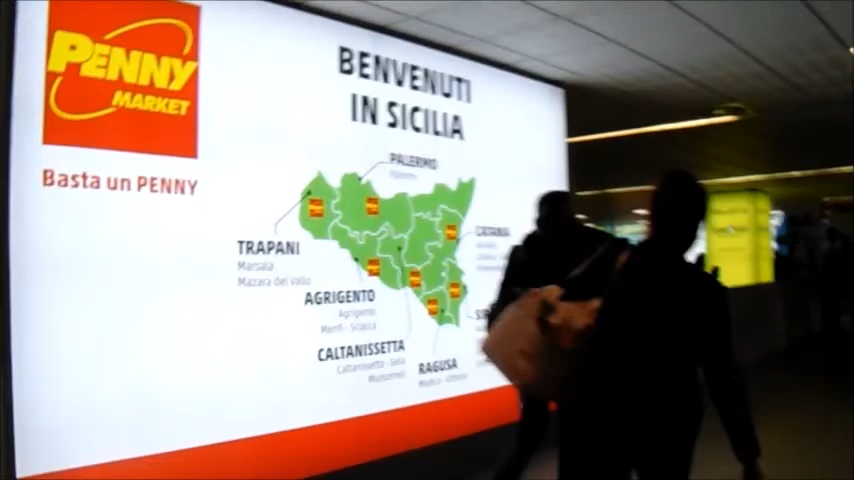 PENNY
MARKET
Basta un PENNY
BENVENUTI
IN SICILIA
PALERMO
Palermo
TRAPANI
Marsala
Mazara del Vallo
CATANIA
AGRIGENTO
Agrigento
Menfi - Sciacca
CALTANISSETTA
Caltanissetta - Gela
Mussomeli
RAGUSA
Modica - Vittoria